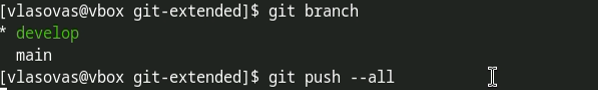 [vlasovas@vbox git-extended]$ git branch
* develop
  main
[vlasovas@vbox git-extended]$ git push --all